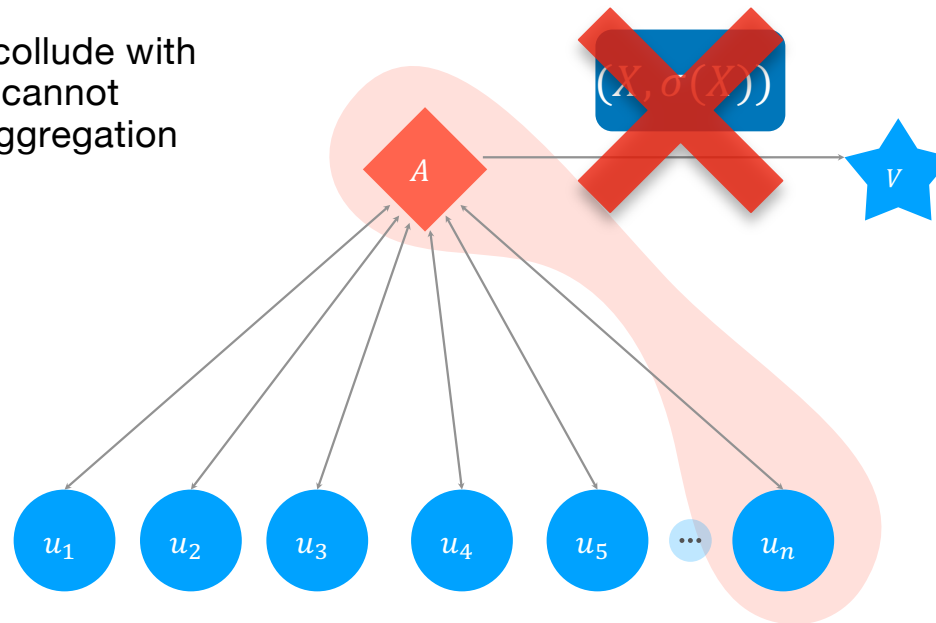 collude with
cannot
ggregation
(X, σ(X))
A
V
u₁
u₂
u₃
u₄
u₅
...
uₙ